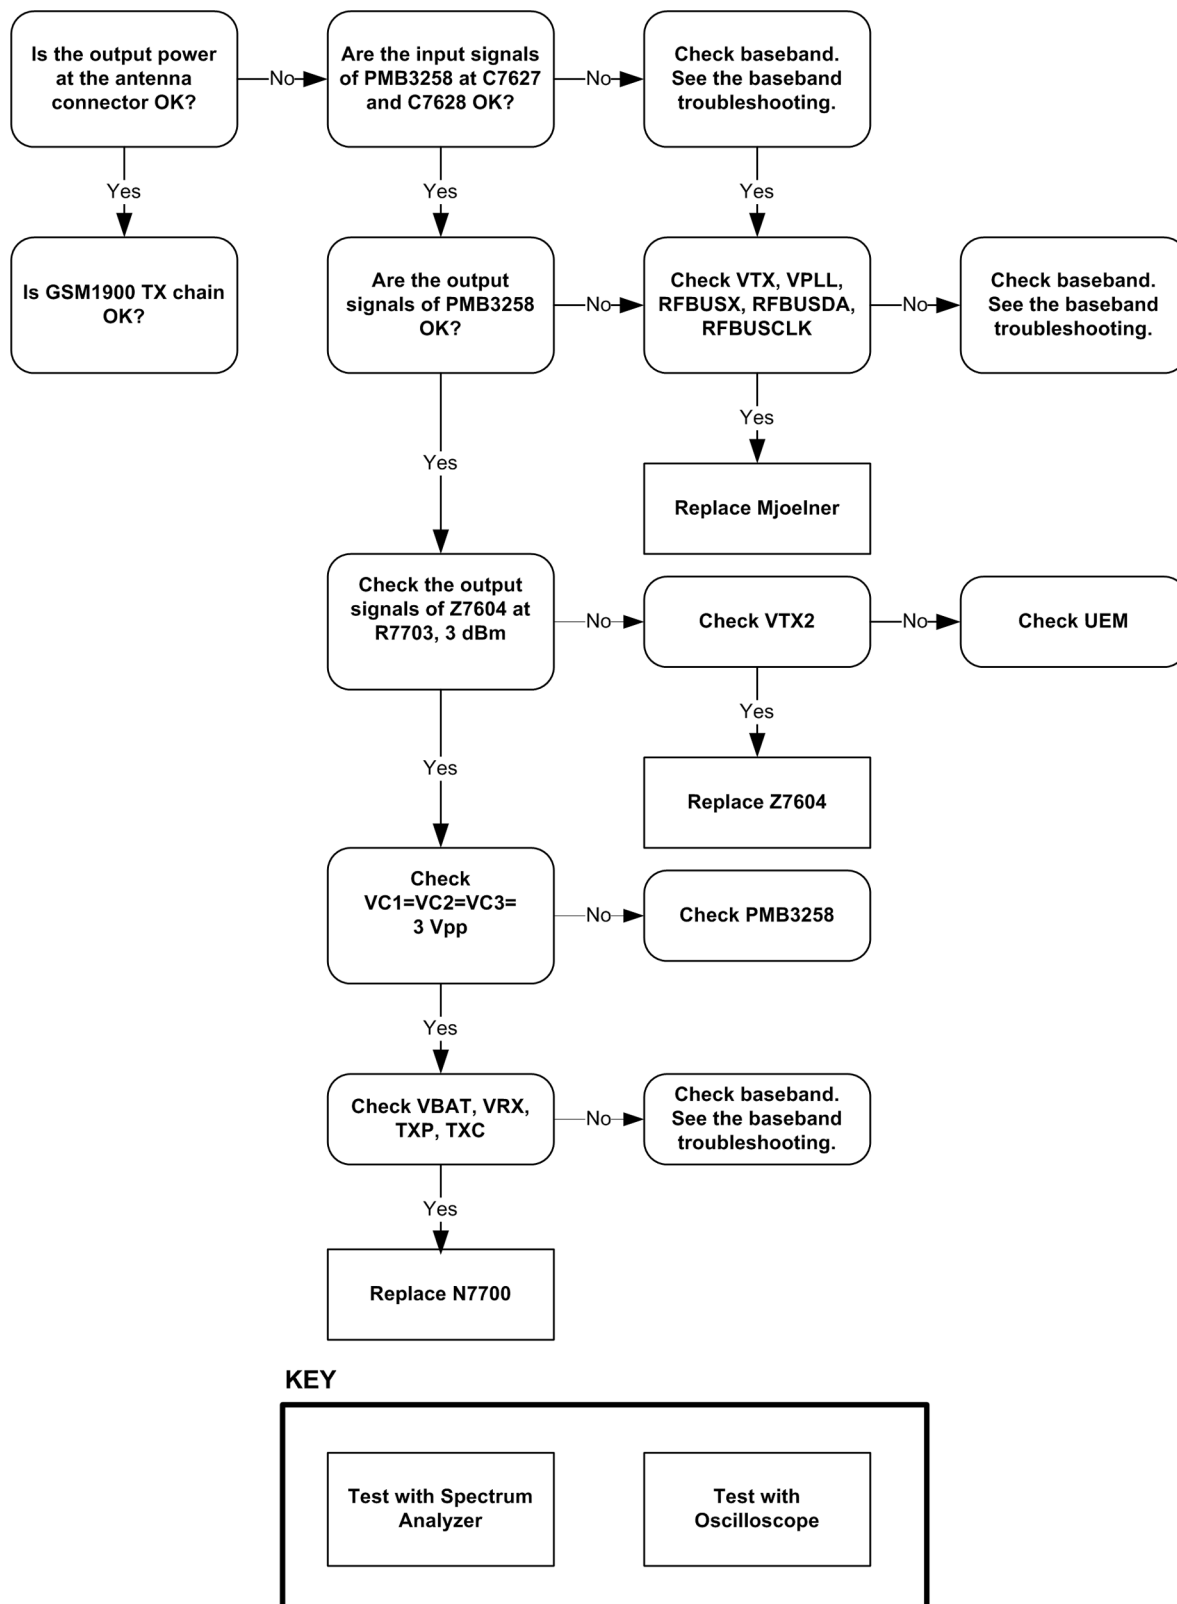 Is the output power
at the antenna
connector OK?
No
Are the input signals
of PMB3258 at C7627
and C7628 OK?
No
Check baseband.
See the baseband
troubleshooting.
Yes
Yes
Yes
Is GSM1900 TX chain
OK?
Are the output
signals of PMB3258
OK?
No
Check VTX, VPLL,
RFBUSX, RFBUSDA,
RFBUSCLK
No
Check baseband.
See the baseband
troubleshooting.
Yes
Yes
Replace Mjoelner
Check the output
signals of Z7604 at
R7703, 3 dBm
No
Check VTX2
No
Check UEM
Yes
Yes
Replace Z7604
Check
VC1=VC2=VC3=
3 Vpp
No
Check PMB3258
Yes
Check VBAT, VRX,
TXP, TXC
No
Check baseband.
See the baseband
troubleshooting.
Yes
Replace N7700
KEY
Test with Spectrum
Analyzer
Test with
Oscilloscope